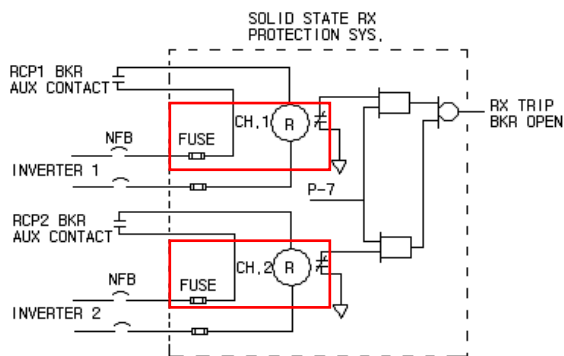 SOLID STATE RX
PROTECTION SYS.
RCP1 BKR
AUX CONTACT
CH.1
R
RX TRIP
BKR OPEN
NFB
FUSE
INVERTER 1
P-7
RCP2 BKR
AUX CONTACT
CH.2
R
NFB
FUSE
INVERTER 2